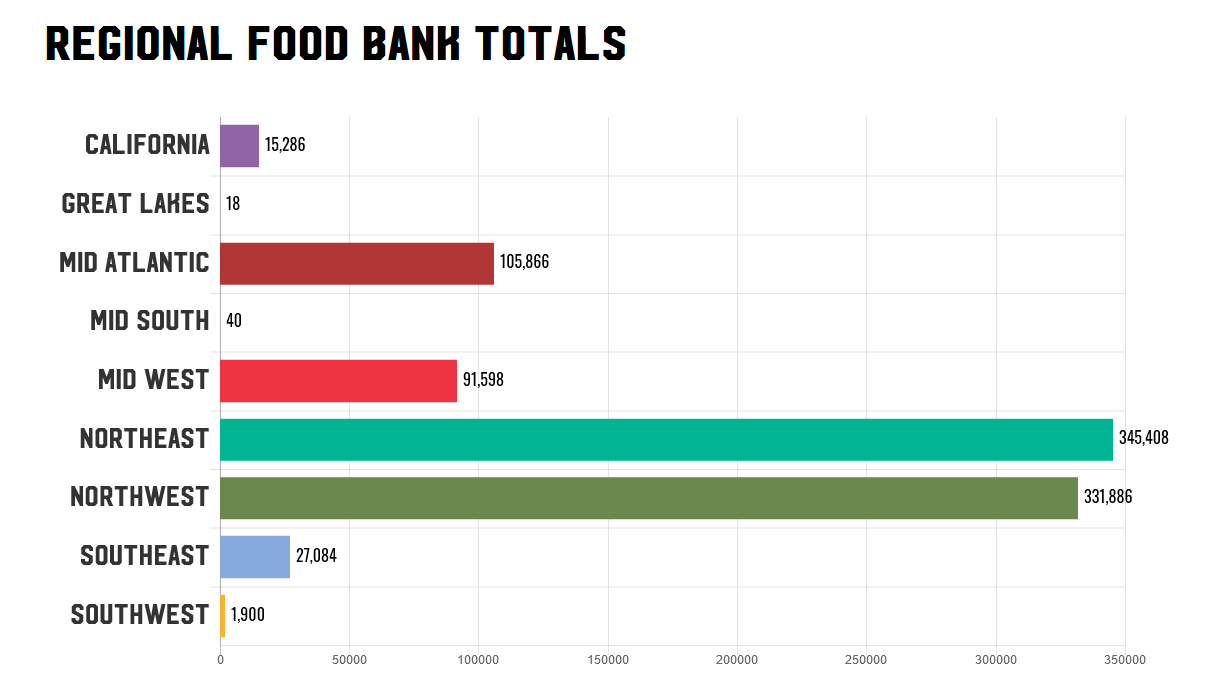 REGIONAL FOOD BANK TOTALS
CALIFORNIA 15,286
GREAT LAKES 18
MID ATLANTIC 105,866
MID SOUTH 40
MID WEST 91,598
NORTHEAST 345,408
NORTHWEST 331,886
SOUTHEAST 27,084
SOUTHWEST 1,900
0 50000 100000 150000 200000 250000 300000 350000